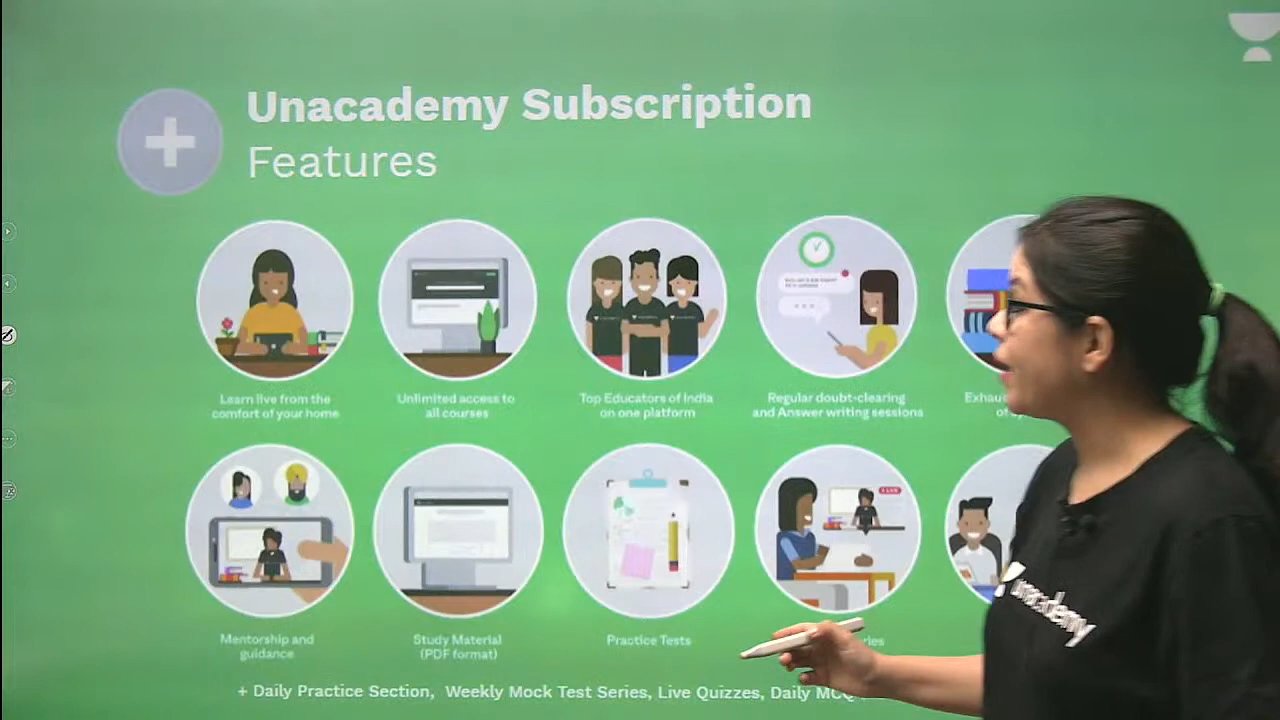 Unacademy Subscription
Features
Learn live from the
comfort of your home
Unlimited access to
all courses
Top Educators of India
on one platform
Regular doubt-clearing
and Answer writing sessions
Mentorship and
guidance
Study Material
(PDF format)
Practice Tests
+ Daily Practice Section, Weekly Mock Test Series, Live Quizzes, Daily MCQ
unacademy